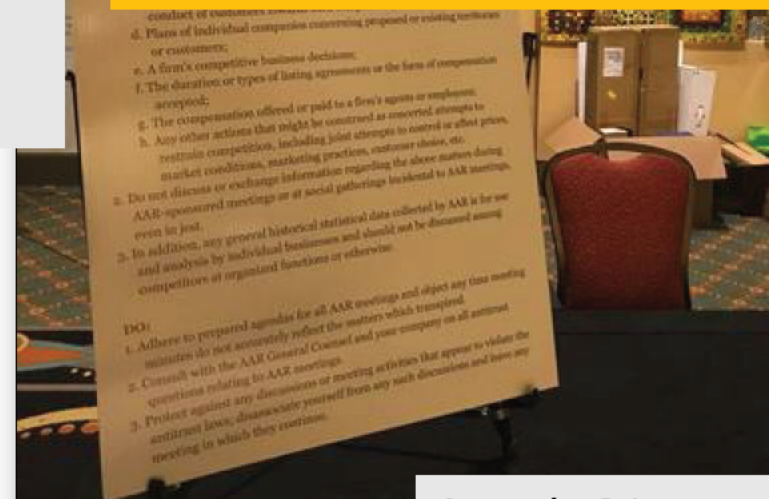 conduct of customers
d. Plans of individual companies concerning proposed or existing territories
or customers;
e. A firm's competitive business decisions;
f. The duration or types of listing agreements or the form of compensation
accepted;
g. The compensation offered or paid to a firm's agents or employees;
h. Any other actions that might be construed as concerted attempts to
restrain competition, including joint attempts to control or affect prices,
market conditions, marketing practices, customer choice, etc.
2. Do not discuss or exchange information regarding the above matters during
AAR-sponsored meetings or at social gatherings incidental to AAR meetings,
even in jest.
3. In addition, any general historical statistical data collected by AAR is for use
and analysis by individual businesses and should not be discussed among
competitors at organized functions or otherwise.
DO:
1. Adhere to prepared agendas for all AAR meetings and object any time meeting
minutes do not accurately reflect the matters which transpired.
2. Consult with the AAR General Counsel and your company on all antitrust
questions relating to AAR meetings.
3. Protect against any discussions or meeting activities that appear to violate the
antitrust laws; disassociate yourself from any such discussions and leave any
meeting in which they continue.